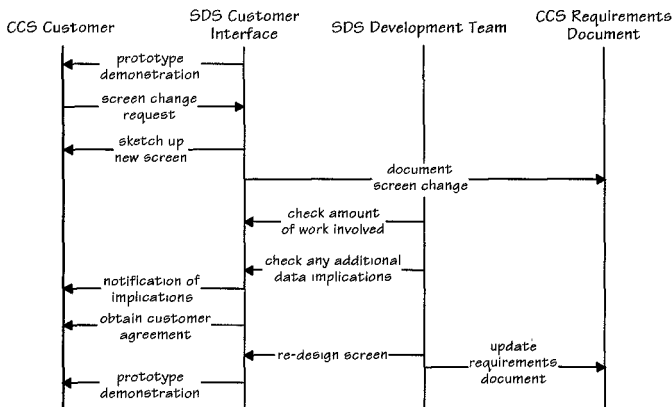 CCS Customer
SDS Customer
Interface
SDS Development Team
CCS Requirements
Document
prototype
demonstration
screen change
request
sketch up
new screen
document
screen change
check amount
of work involved
check any additional
data implications
notification of
implications
obtain customer
agreement
re-design screen
update
requirements
document
prototype
demonstration